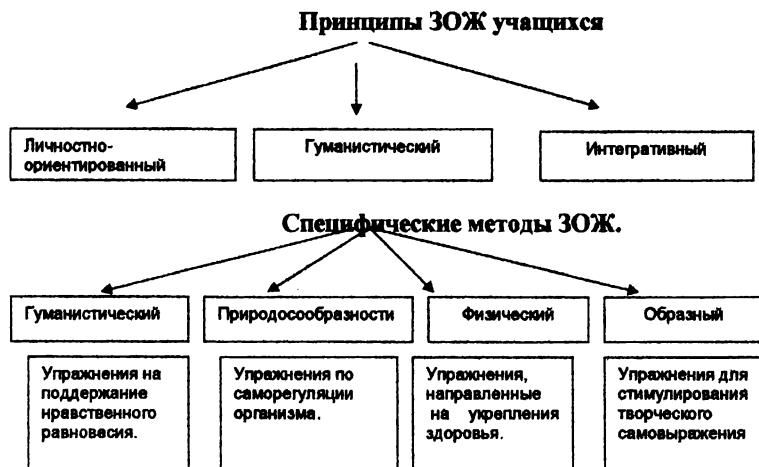 Принципы ЗОЖ учащихся
Личностно-
ориентированный
Гуманистический
Интегративный
Специфические методы ЗОЖ.
Гуманистический
Природосообразности
Физический
Образный
Упражнения на
поддержание
нравственного
равновесия.
Упражнения по
саморегуляции
организма.
Упражнения,
направленные
на укрепления
здоровья.
Упражнения для
стимулирования
творческого
самовыражения